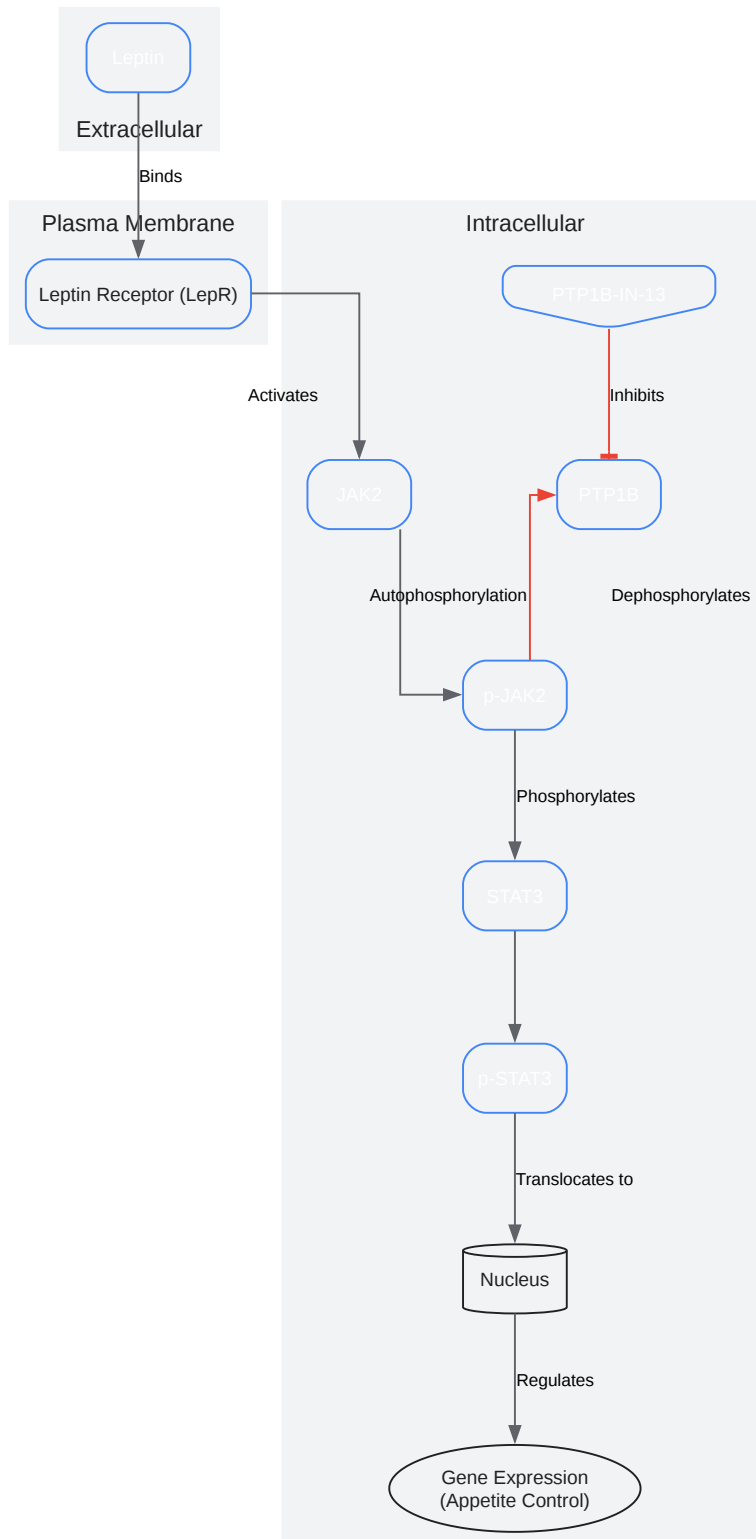 Leptin
Extracellular
Binds
Plasma Membrane
Intracellular
Leptin Receptor (LepR)
PTP1B-IN-13
Activates
Inhibits
JAK2
PTP1B
Autophosphorylation
Dephosphorylates
p-JAK2
Phosphorylates
STAT3
p-STAT3
Translocates to
Nucleus
Regulates
Gene Expression
(Appetite Control)